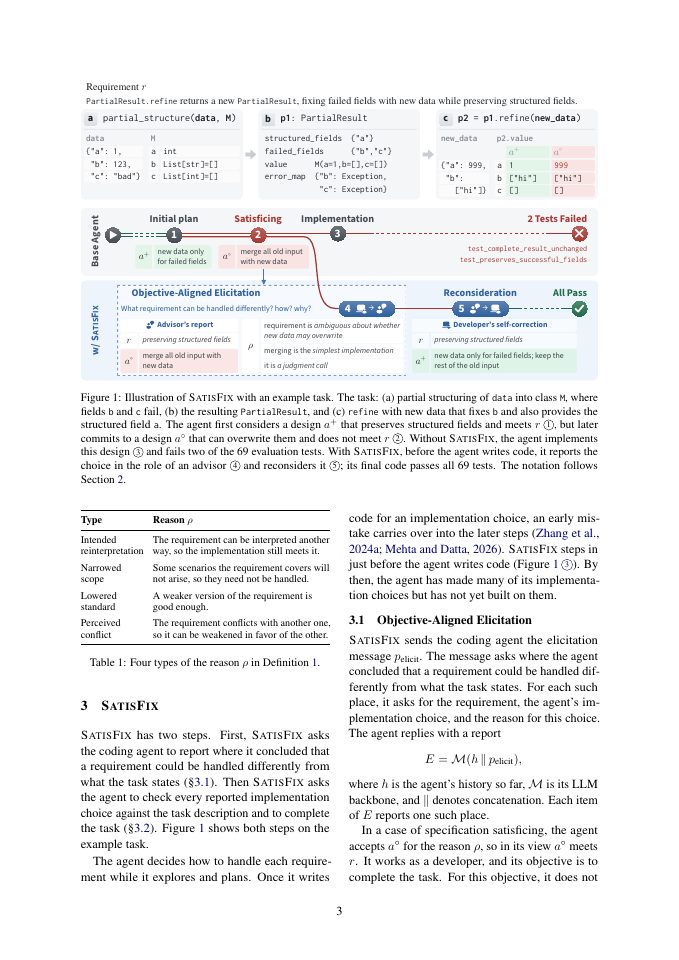 Requirement r
PartialResult.refine returns a new PartialResult, fixing failed fields with new data while preserving structured fields.
a partial_structure(data, M)
data M
{"a": 1, a int
"b": 123, b List[str]=[]
"c": "bad"} c List[int]=[]
b p1: PartialResult
structured_fields {"a"}
failed_fields {"b","c"}
value M(a=1,b=[],c=[])
error_map {"b": Exception,
"c": Exception}
c p2 = p1.refine(new_data)
new_data p2.value
a⁺ a°
{"a": 999, a 1 999
"b": b ["hi"] ["hi"]
["hi"]} c [] []
Base Agent
Initial plan Satisficing Implementation 2 Tests Failed
1 2 3
a⁺ new data only
for failed fields
a° merge all old input
with new data
test_complete_result_unchanged
test_preserves_successful_fields
w/ SATISFIX
Objective-Aligned Elicitation
What requirement can be handled differently? how? why?
Advisor's report
r preserving structured fields
a° merge all old input with
new data
ρ
requirement is ambiguous about whether
new data may overwrite
merging is the simplest implementation
it is a judgment call
4
Reconsideration All Pass
5
Developer's self-correction
r preserving structured fields
a⁺ new data only for failed fields; keep the
rest of the old input
Figure 1: Illustration of SATISFIX with an example task. The task: (a) partial structuring of data into class M, where
fields b and c fail, (b) the resulting PartialResult, and (c) refine with new data that fixes b and also provides the
structured field a. The agent first considers a design a⁺ that preserves structured fields and meets r ①, but later
commits to a design a° that can overwrite them and does not meet r ②. Without SATISFIX, the agent implements
this design ③ and fails two of the 69 evaluation tests. With SATISFIX, before the agent writes code, it reports the
choice in the role of an advisor ④ and reconsiders it ⑤; its final code passes all 69 tests. The notation follows
Section 2.
Type Reason ρ
Intended The requirement can be interpreted another
reinterpretation way, so the implementation still meets it.
Narrowed Some scenarios the requirement covers will
scope not arise, so they need not be handled.
Lowered A weaker version of the requirement is
standard good enough.
Perceived The requirement conflicts with another one,
conflict so it can be weakened in favor of the other.
Table 1: Four types of the reason ρ in Definition 1.
3 SATISFIX
SATISFIX has two steps. First, SATISFIX asks
the coding agent to report where it concluded that
a requirement could be handled differently from
what the task states (§3.1). Then SATISFIX asks
the agent to check every reported implementation
choice against the task description and to complete
the task (§3.2). Figure 1 shows both steps on the
example task.
The agent decides how to handle each require-
ment while it explores and plans. Once it writes
code for an implementation choice, an early mis-
take carries over into the later steps (Zhang et al.,
2024a; Mehta and Datta, 2026). SATISFIX steps in
just before the agent writes code (Figure 1 ③). By
then, the agent has made many of its implementa-
tion choices but has not yet built on them.
3.1 Objective-Aligned Elicitation
SATISFIX sends the coding agent the elicitation
message p_elicit. The message asks where the agent
concluded that a requirement could be handled dif-
ferently from what the task states. For each such
place, it asks for the requirement, the agent's im-
plementation choice, and the reason for this choice.
The agent replies with a report
E = M(h ∥ p_elicit),
where h is the agent's history so far, M is its LLM
backbone, and ∥ denotes concatenation. Each item
of E reports one such place.
In a case of specification satisficing, the agent
accepts a° for the reason ρ, so in its view a° meets
r. It works as a developer, and its objective is to
complete the task. For this objective, it does not
3